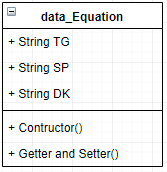 data_Equation
+ String TG
+ String SP
+ String DK
+ Contructor()
+ Getter and Setter()